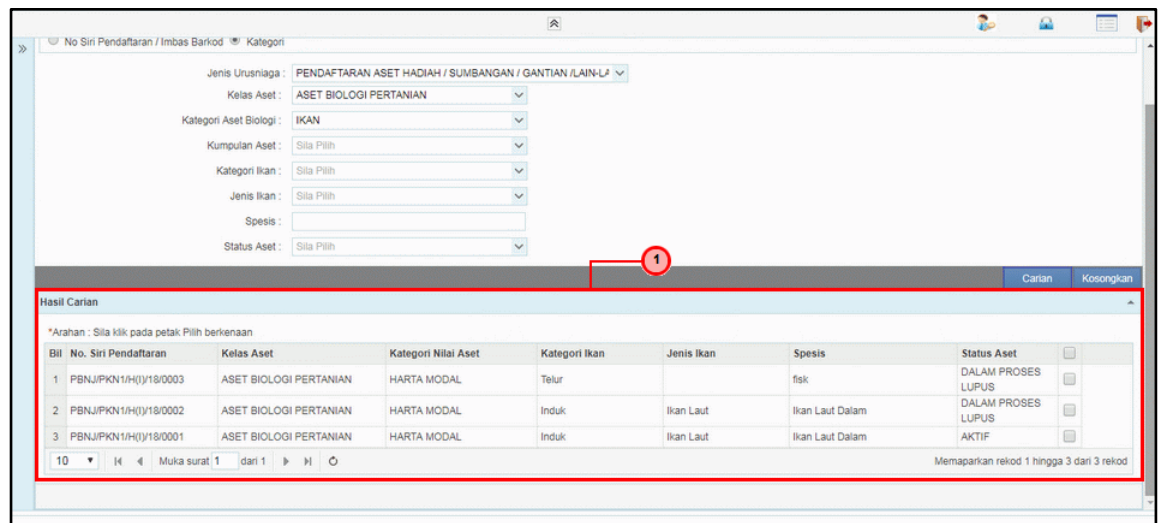 No Siri Pendaftaran / Imbas Barkod Kategori
Jenis Urusniaga : PENDAFTARAN ASET HADIAH / SUMBANGAN / GANTIAN /LAIN-LA
Kelas Aset : ASET BIOLOGI PERTANIAN
Kategori Aset Biologi : IKAN
Kumpulan Aset : Sila Pilih
Kategori Ikan : Sila Pilih
Jenis Ikan : Sila Pilih
Spesis :
Status Aset : Sila Pilih
1
Carian Kosongkan
Hasil Carian
*Arahan : Sila klik pada petak Pilih berkenaan
Bil No. Siri Pendaftaran Kelas Aset Kategori Nilai Aset Kategori Ikan Jenis Ikan Spesis Status Aset
1 PBNJ/PKN1/H(I)/18/0003 ASET BIOLOGI PERTANIAN HARTA MODAL Telur fisk DALAM PROSES
LUPUS
2 PBNJ/PKN1/H(I)/18/0002 ASET BIOLOGI PERTANIAN HARTA MODAL Induk Ikan Laut Ikan Laut Dalam DALAM PROSES
LUPUS
3 PBNJ/PKN1/H(I)/18/0001 ASET BIOLOGI PERTANIAN HARTA MODAL Induk Ikan Laut Ikan Laut Dalam AKTIF
10 Muka surat 1 dari 1 Memaparkan rekod 1 hingga 3 dari 3 rekod